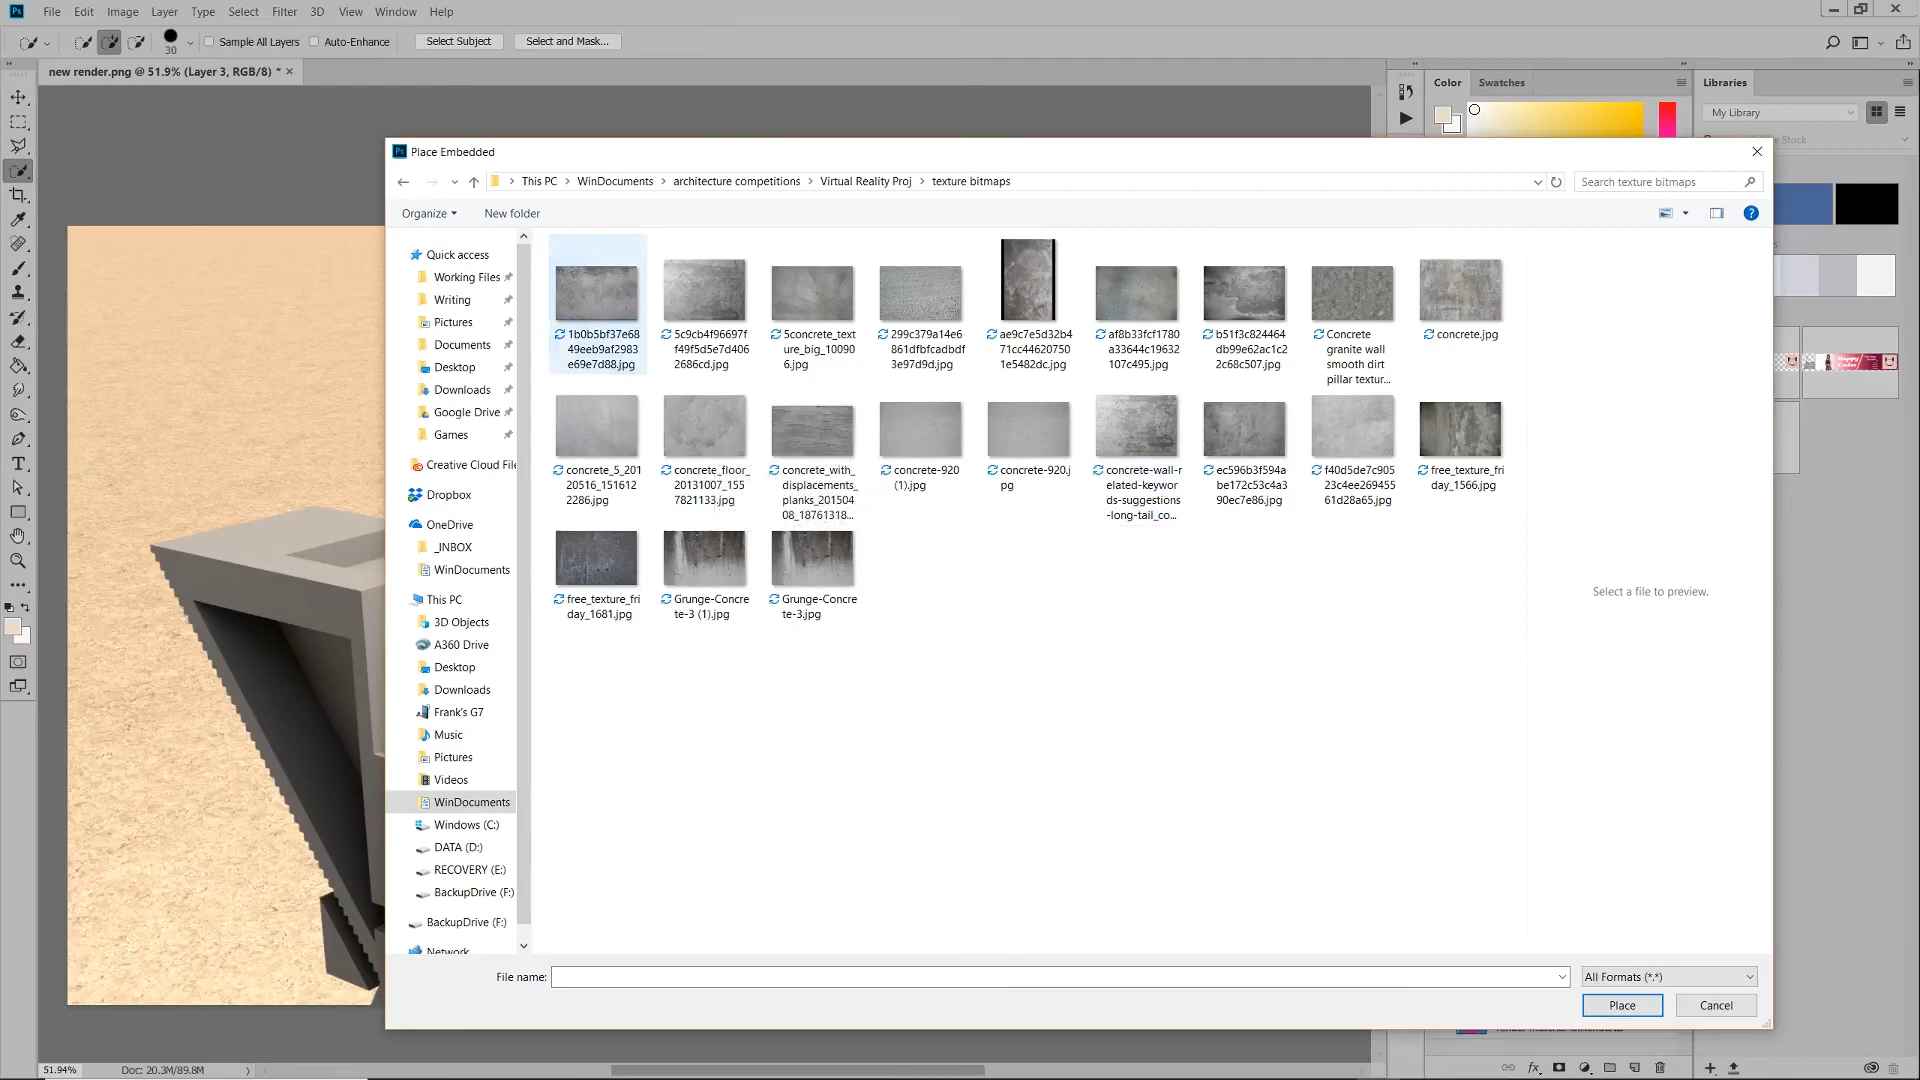 File Edit Image Layer Type Select Filter 3D View Window Help
30 Sample All Layers Auto-Enhance Select Subject Select and Mask...
new render.png @ 51.9% (Layer 3, RGB/8) *
Color Swatches
Libraries
My Library
Place Embedded
This PC WinDocuments architecture competitions Virtual Reality Proj texture bitmaps
Search texture bitmaps
Organize New folder
Quick access
Working Files
Writing
Pictures
Documents
Desktop
Downloads
Google Drive
Games
Creative Cloud File
Dropbox
OneDrive
_INBOX
WinDocuments
This PC
3D Objects
A360 Drive
Desktop
Downloads
Frank's G7
Music
Pictures
Videos
WinDocuments
Windows (C:)
DATA (D:)
RECOVERY (E:)
BackupDrive (F:)
BackupDrive (F:)
Network
1b0b5bf37e68
49eeb9af2983
e69e7d88.jpg
5c9cb4f96697f
f49f5d5e7d406
2686cd.jpg
5concrete_text
ure_big_10090
6.jpg
299c379a14e6
861dfbfcadbdf
3e97d9d.jpg
ae9c7e5d32b4
71cc44620750
1e5482dc.jpg
af8b33fcf1780
a33644c19632
107c495.jpg
b51f3c824464
db99e62ac1c2
2c68c507.jpg
Concrete
granite wall
smooth dirt
pillar textur...
concrete.jpg
concrete_5_201
20516_151612
2286.jpg
concrete_floor_
20131007_155
7821133.jpg
concrete_with_
displacements_
planks_201504
08_18761318...
concrete-920
(1).jpg
concrete-920.j
pg
concrete-wall-r
elated-keywor
ds-suggestions
-long-tail_co...
ec596b3f594a
be172c53c4a3
90ec7e86.jpg
f40d5de7c905
23c4ee269455
61d28a65.jpg
free_texture_fri
day_1566.jpg
free_texture_fri
day_1681.jpg
Grunge-Concre
te-3 (1).jpg
Grunge-Concre
te-3.jpg
Select a file to preview.
File name:
All Formats (*.*)
Place Cancel
51.94% Doc: 20.3M/89.8M